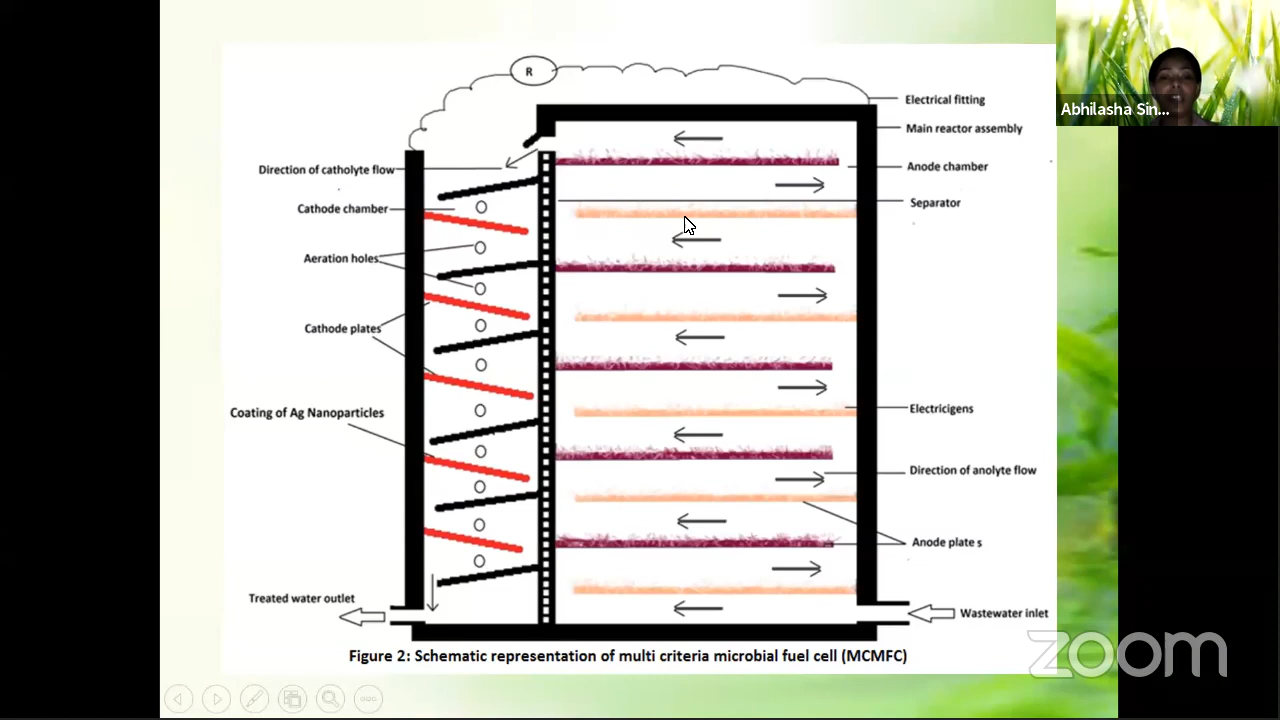 Abhilasha Sin...
R
Electrical fitting
Main reactor assembly
Direction of catholyte flow
Anode chamber
Cathode chamber
Separator
Aeration holes
Cathode plates
Coating of Ag Nanoparticles
Electricigens
Direction of anolyte flow
Anode plate s
Treated water outlet
Wastewater inlet
Figure 2: Schematic representation of multi criteria microbial fuel cell (MCMFC)
zoom